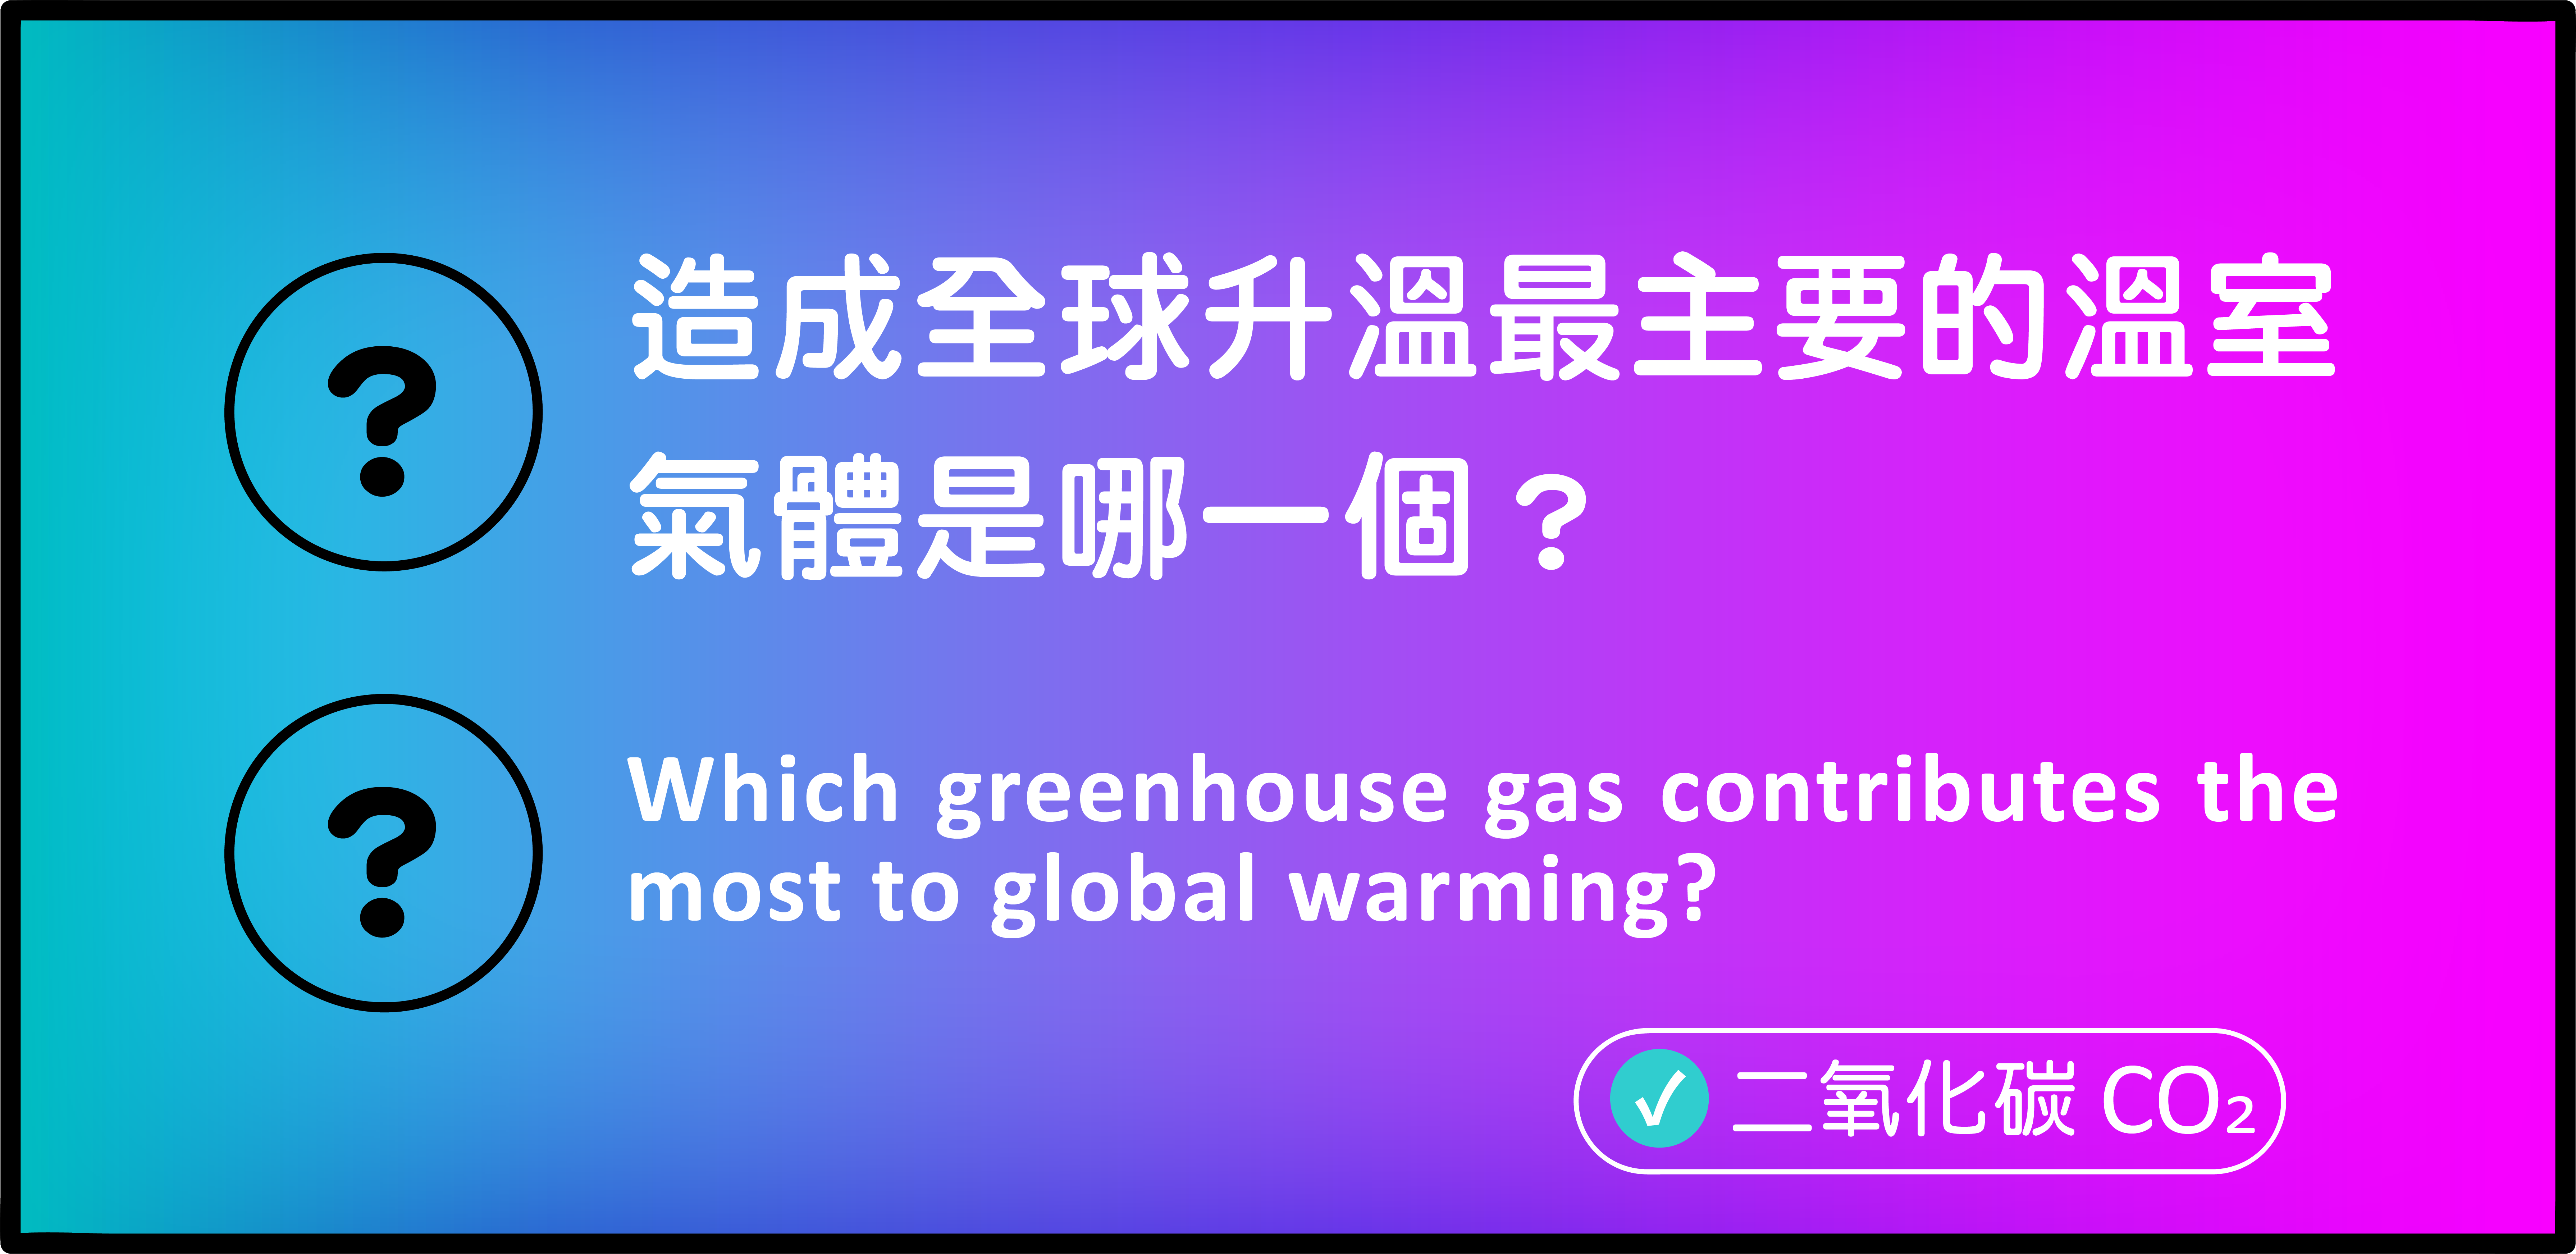 造成全球升溫最主要的溫室
氣體是哪一個？
Which greenhouse gas contributes the
most to global warming?
二氧化碳 CO₂